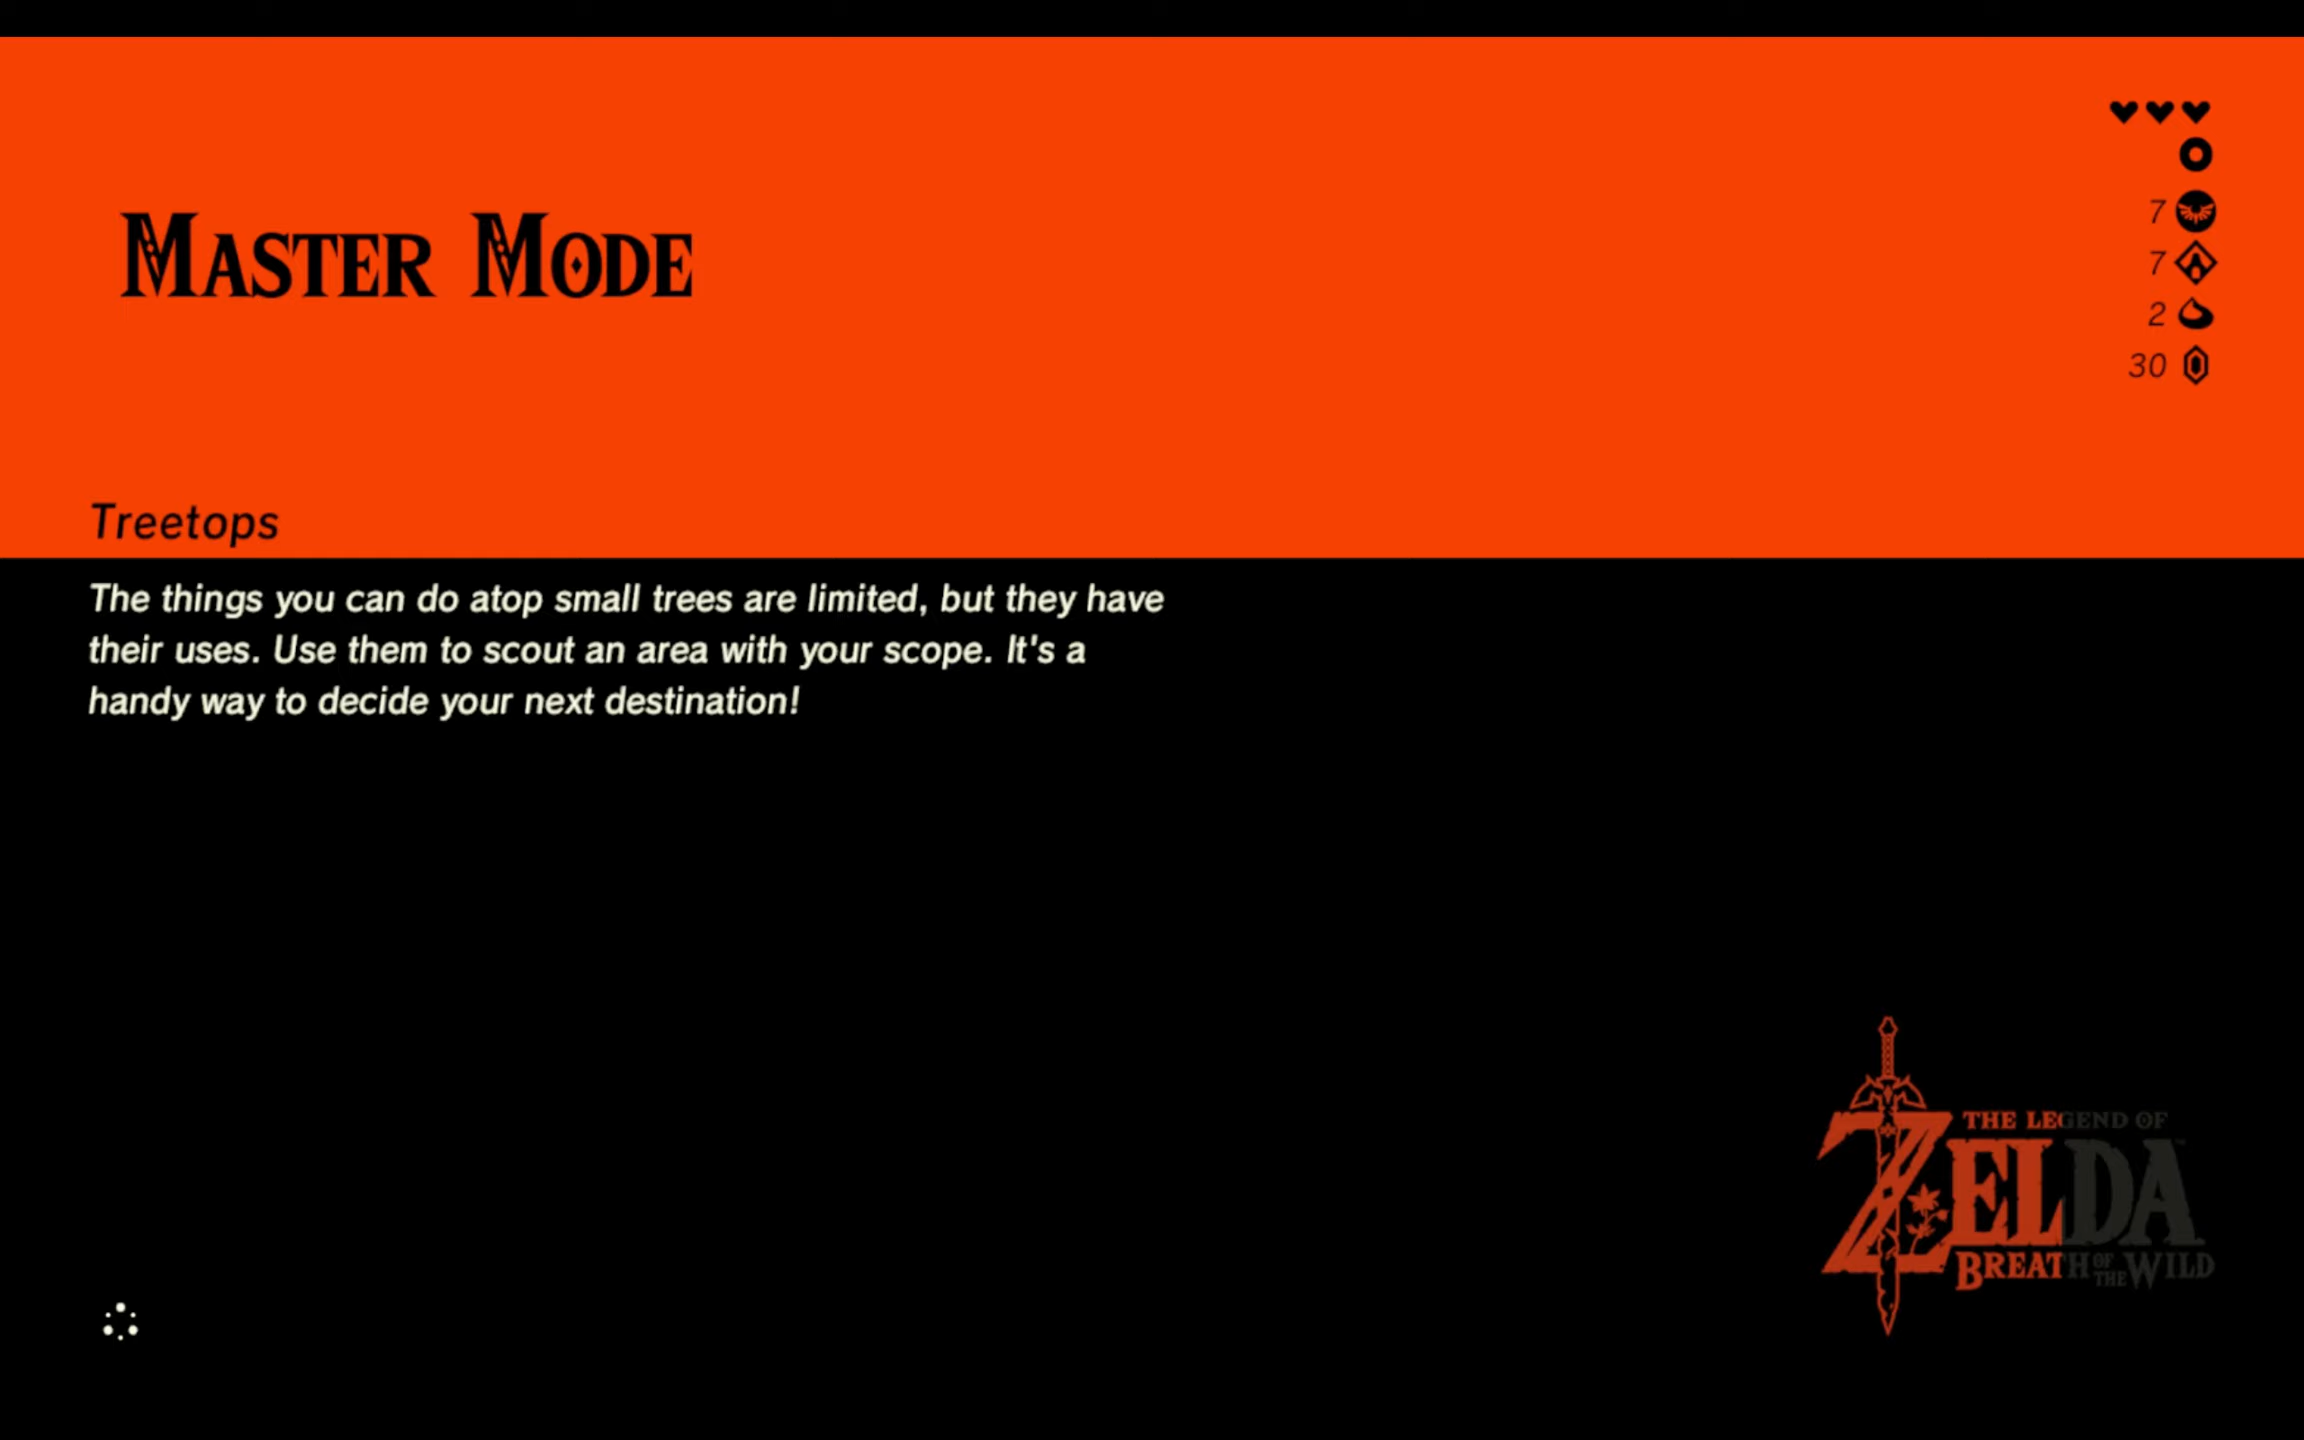 MASTER MODE
7
7
2
30
Treetops
The things you can do atop small trees are limited, but they have
their uses. Use them to scout an area with your scope. It's a
handy way to decide your next destination!
THE LEGEND OF
ZELDA
BREATH OF THE WILD